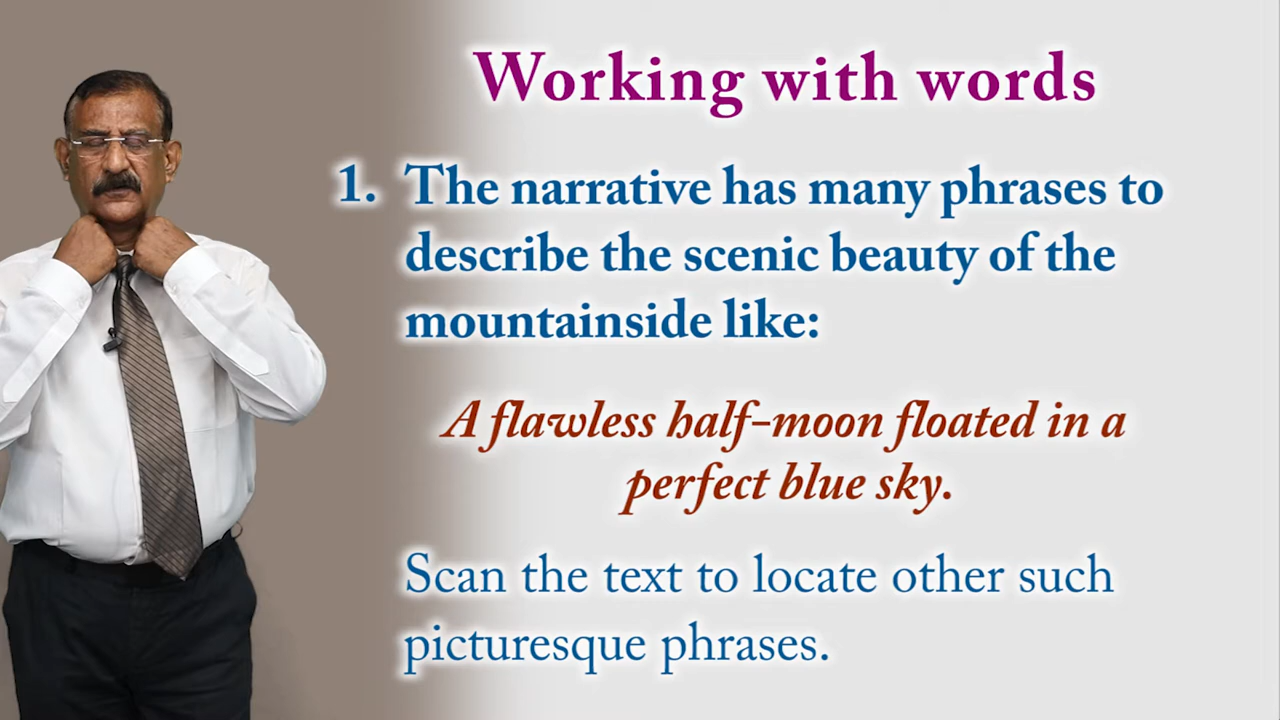 Working with words
1. The narrative has many phrases to
describe the scenic beauty of the
mountainside like:
A flawless half-moon floated in a
perfect blue sky.
Scan the text to locate other such
picturesque phrases.